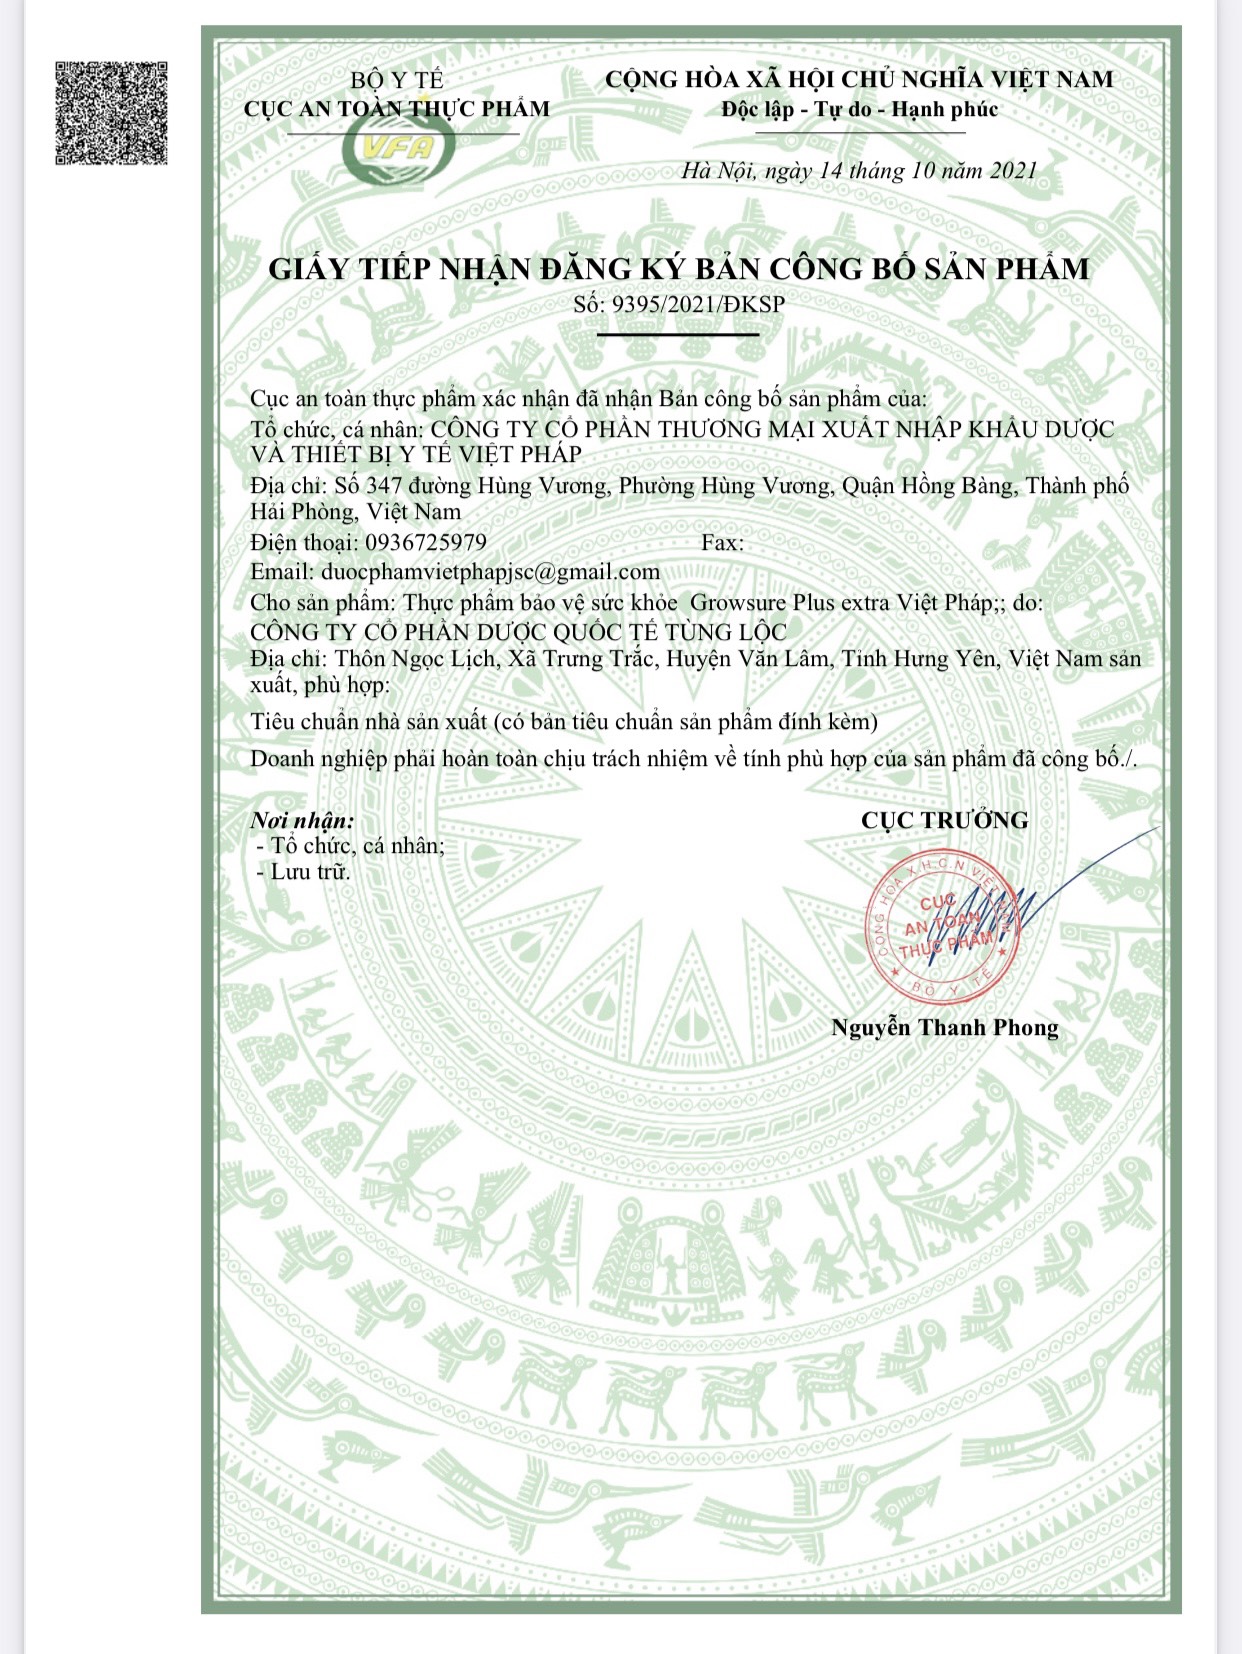 BỘ Y TẾ
CỤC AN TOÀN THỰC PHẨM
VFA
CỘNG HÒA XÃ HỘI CHỦ NGHĨA VIỆT NAM
Độc lập - Tự do - Hạnh phúc
Hà Nội, ngày 14 tháng 10 năm 2021
GIẤY TIẾP NHẬN ĐĂNG KÝ BẢN CÔNG BỐ SẢN PHẨM
Số: 9395/2021/ĐKSP
Cục an toàn thực phẩm xác nhận đã nhận Bản công bố sản phẩm của:
Tổ chức, cá nhân: CÔNG TY CỔ PHẦN THƯƠNG MẠI XUẤT NHẬP KHẨU DƯỢC
VÀ THIẾT BỊ Y TẾ VIỆT PHÁP
Địa chỉ: Số 347 đường Hùng Vương, Phường Hùng Vương, Quận Hồng Bàng, Thành phố
Hải Phòng, Việt Nam
Điện thoại: 0936725979 Fax:
Email: duocphamvietphapjsc@gmail.com
Cho sản phẩm: Thực phẩm bảo vệ sức khỏe Growsure Plus extra Việt Pháp;; do:
CÔNG TY CỔ PHẦN DƯỢC QUỐC TẾ TÙNG LỘC
Địa chỉ: Thôn Ngọc Lịch, Xã Trưng Trắc, Huyện Văn Lâm, Tỉnh Hưng Yên, Việt Nam sản
xuất, phù hợp:
Tiêu chuẩn nhà sản xuất (có bản tiêu chuẩn sản phẩm đính kèm)
Doanh nghiệp phải hoàn toàn chịu trách nhiệm về tính phù hợp của sản phẩm đã công bố./.
Nơi nhận:
- Tổ chức, cá nhân;
- Lưu trữ.
CỤC TRƯỞNG
CỘNG HÒA X.H.C.N VIỆT NAM
CỤC
AN TOÀN
THỰC PHẨM
★ BỘ Y TẾ ★
Nguyễn Thanh Phong